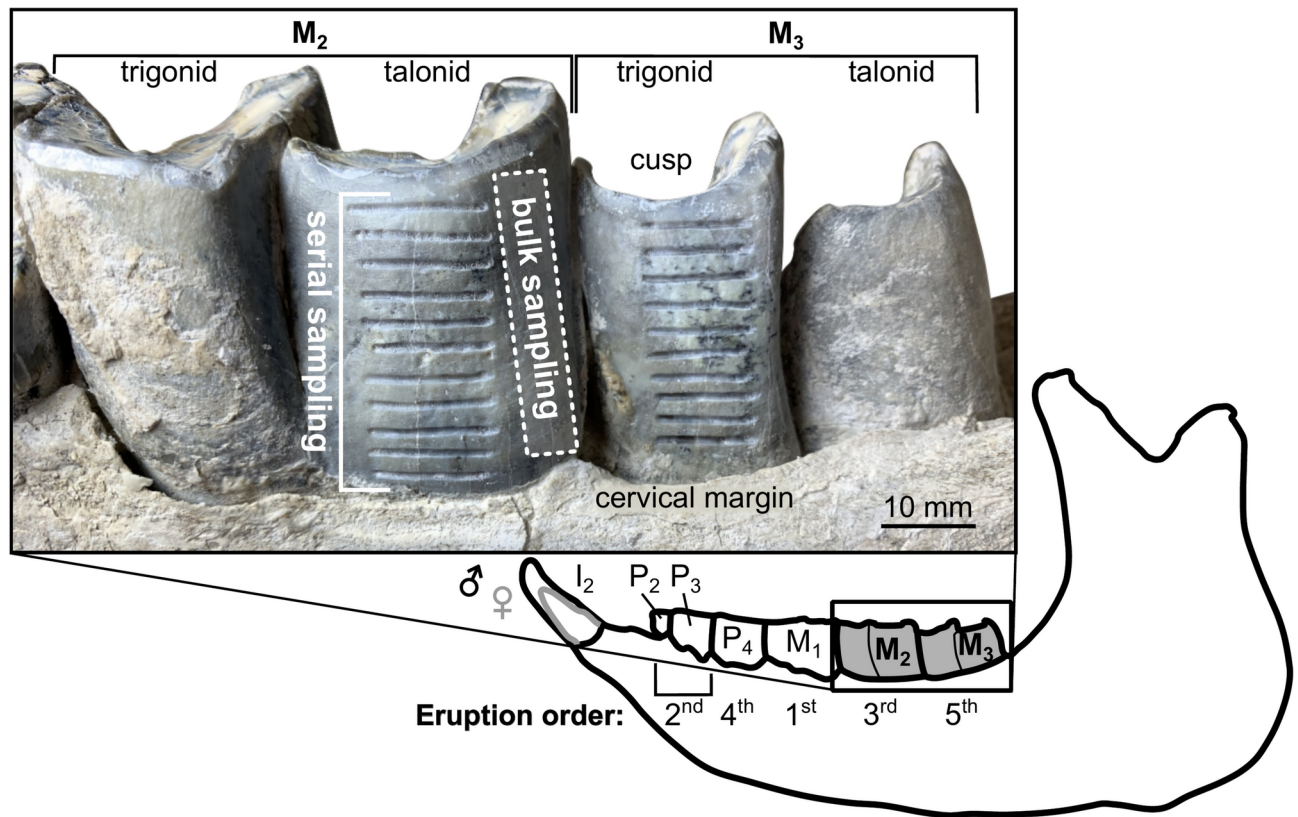 M₂ M₃
trigonid talonid trigonid talonid
cusp
serial sampling
bulk sampling
cervical margin
10 mm
♂ ♀ I₂ P₂ P₃
P₄ M₁ M₂ M₃
Eruption order: 2nd 4th 1st 3rd 5th